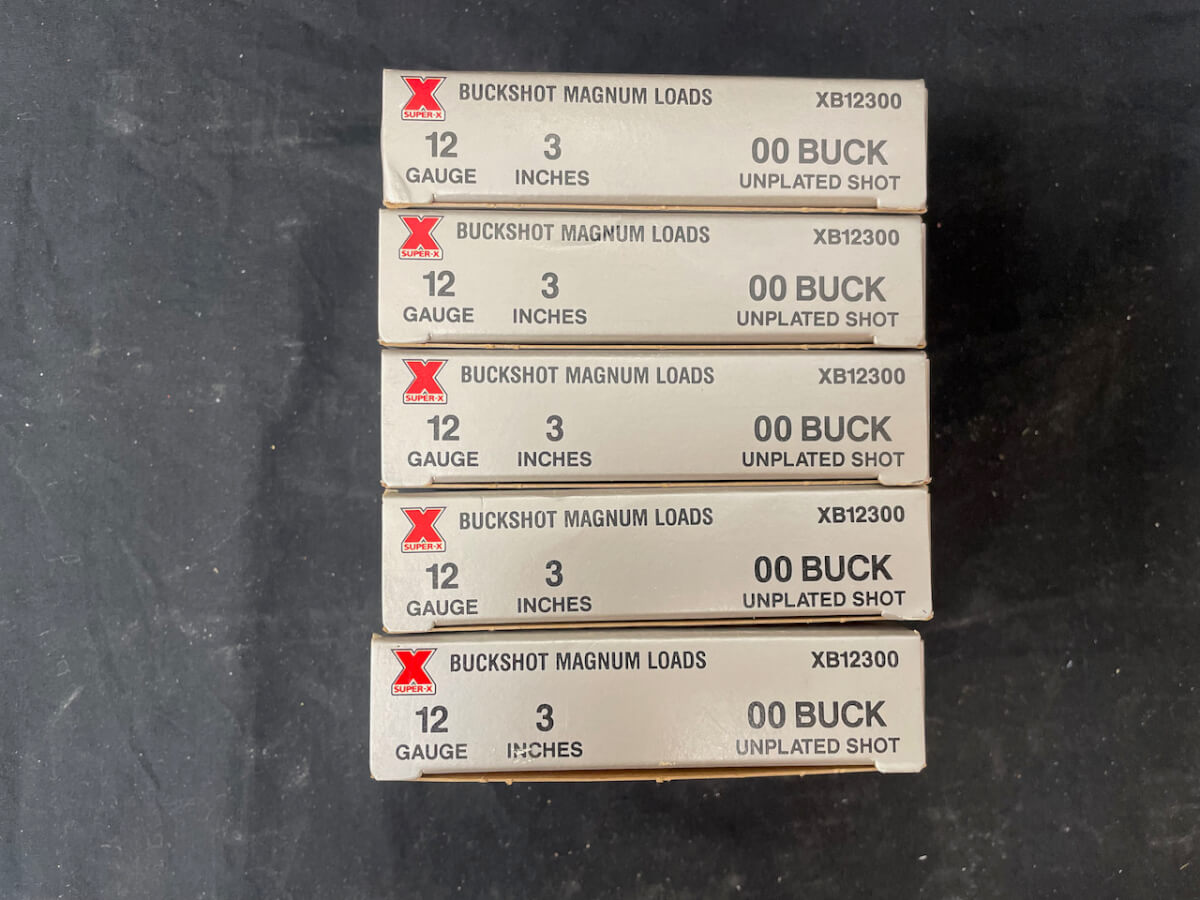 X BUCKSHOT MAGNUM LOADS XB12300
SUPER-X
12 3 00 BUCK
GAUGE INCHES UNPLATED SHOT
X BUCKSHOT MAGNUM LOADS XB12300
SUPER-X
12 3 00 BUCK
GAUGE INCHES UNPLATED SHOT
X BUCKSHOT MAGNUM LOADS XB12300
SUPER-X
12 3 00 BUCK
GAUGE INCHES UNPLATED SHOT
X BUCKSHOT MAGNUM LOADS XB12300
SUPER-X
12 3 00 BUCK
GAUGE INCHES UNPLATED SHOT
X BUCKSHOT MAGNUM LOADS XB12300
SUPER-X
12 3 00 BUCK
GAUGE INCHES UNPLATED SHOT